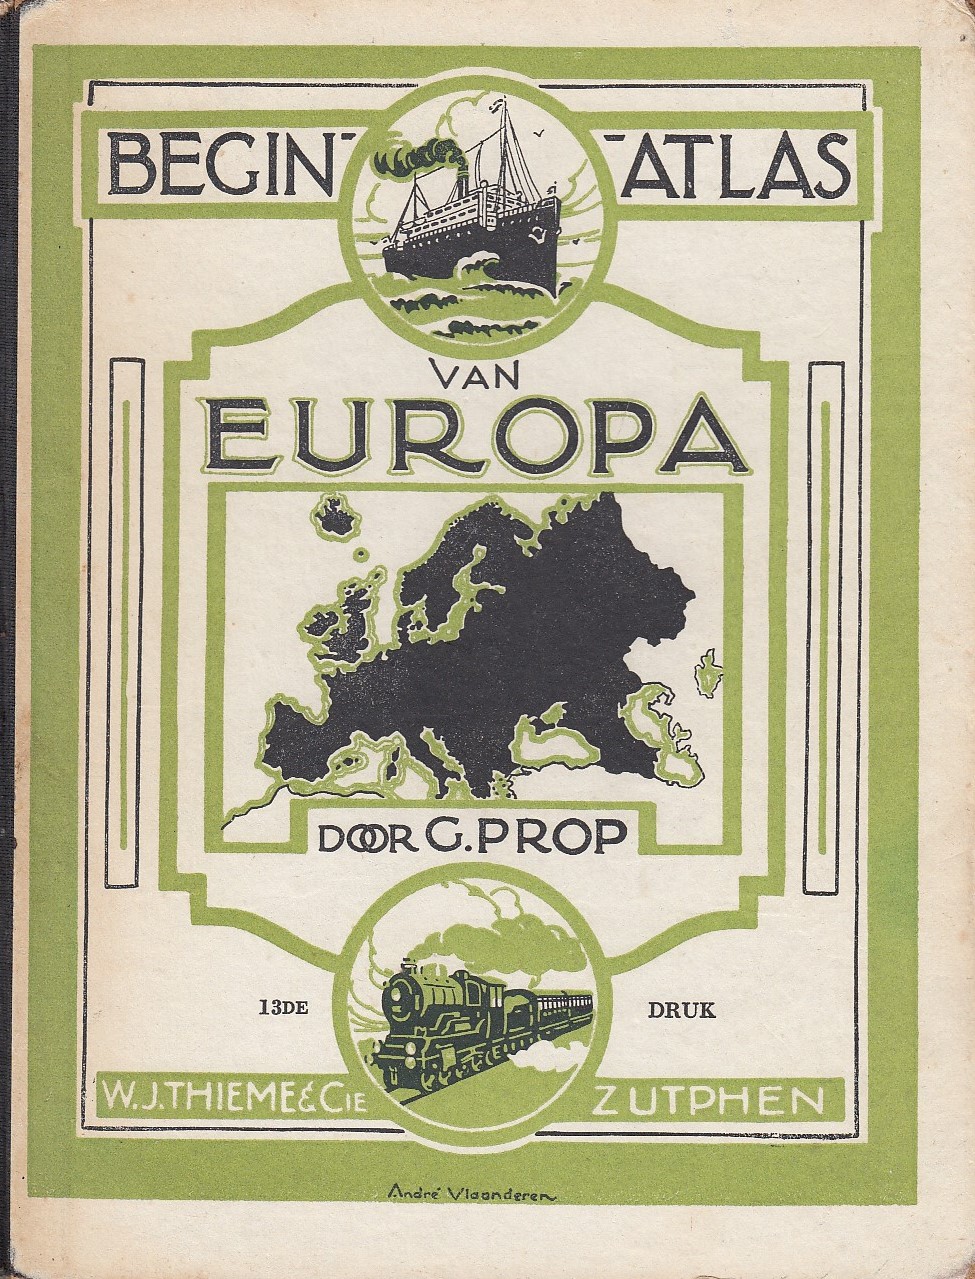 BEGIN- -ATLAS
VAN
EUROPA
DOOR G. PROP
13DE DRUK
W. J. THIEME & CIE ZUTPHEN
André Vlaanderen